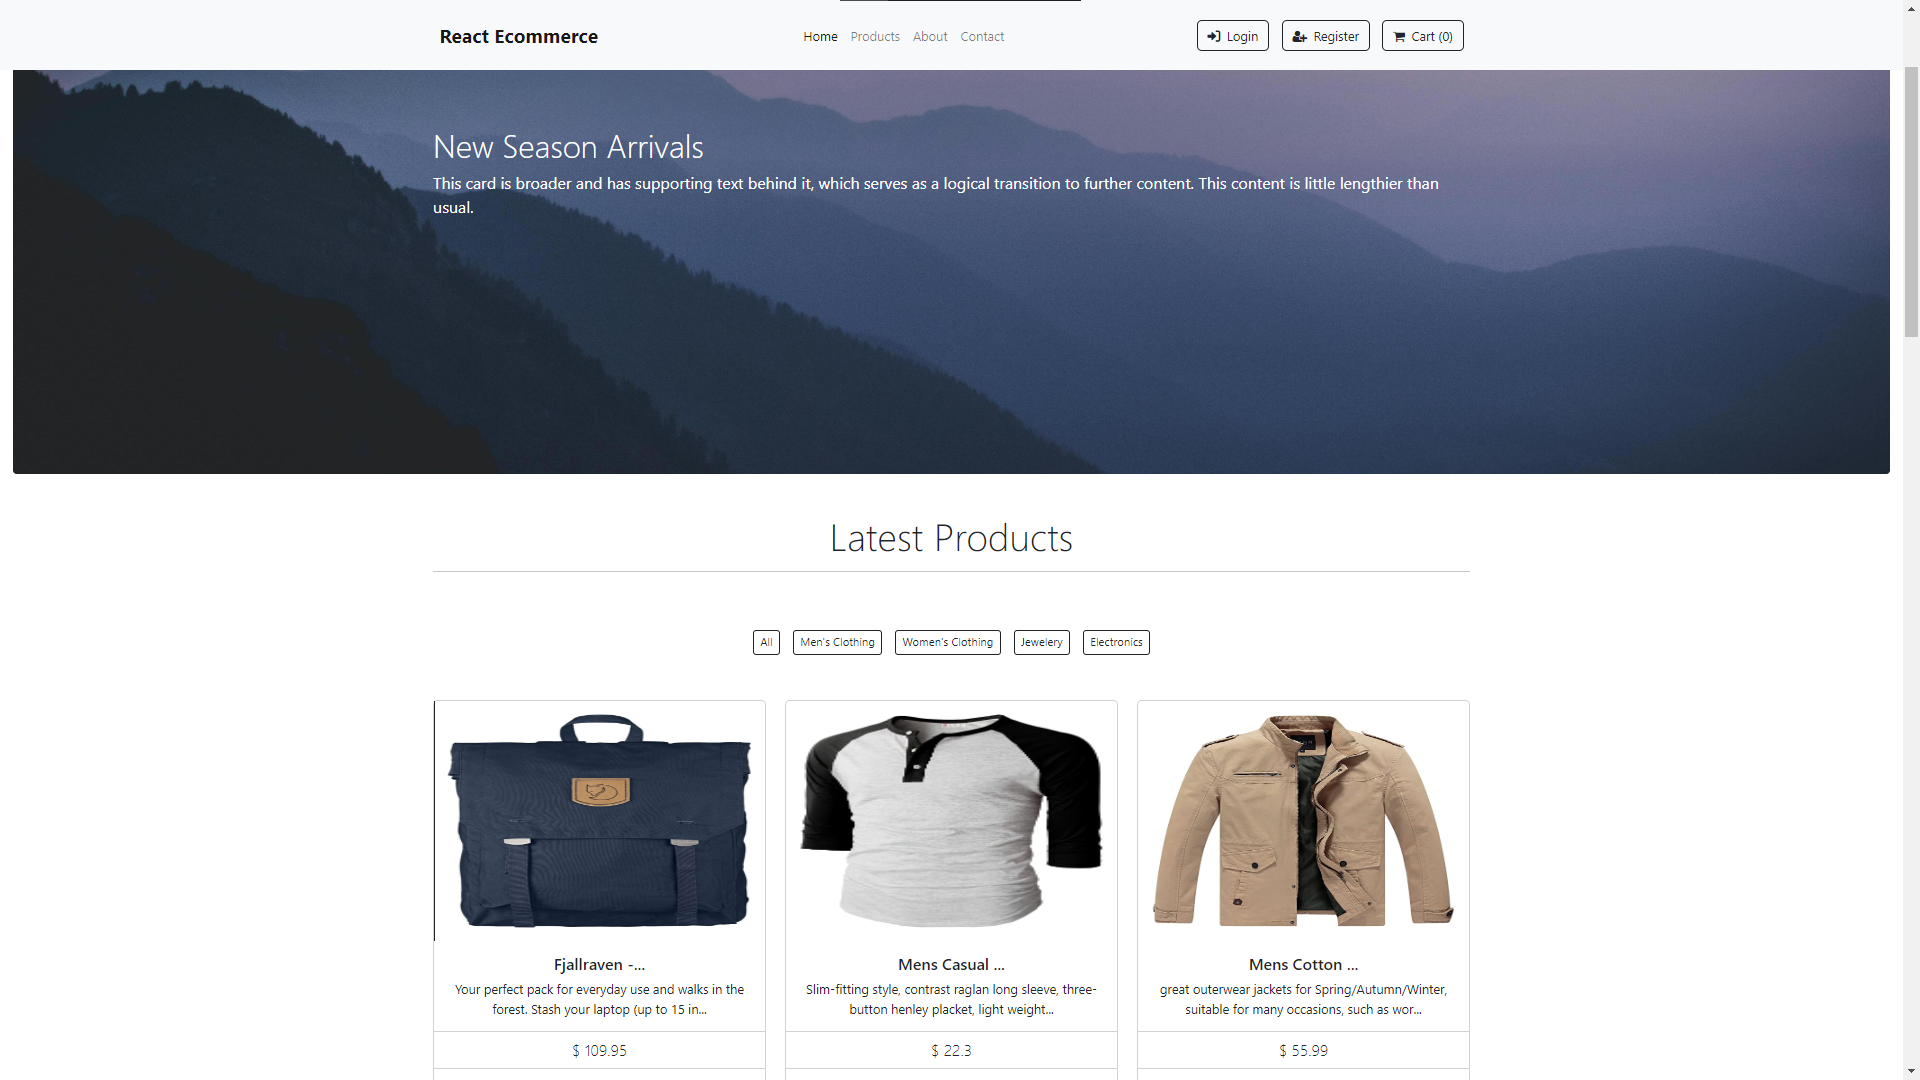 React Ecommerce
Home Products About Contact
Login Register Cart (0)
New Season Arrivals
This card is broader and has supporting text behind it, which serves as a logical transition to further content. This content is little lengthier than
usual.
Latest Products
All Men's Clothing Women's Clothing Jewelery Electronics
Fjallraven -...
Your perfect pack for everyday use and walks in the
forest. Stash your laptop (up to 15 in...
$ 109.95
Mens Casual ...
Slim-fitting style, contrast raglan long sleeve, three-
button henley placket, light weight...
$ 22.3
Mens Cotton ...
great outerwear jackets for Spring/Autumn/Winter,
suitable for many occasions, such as wor...
$ 55.99